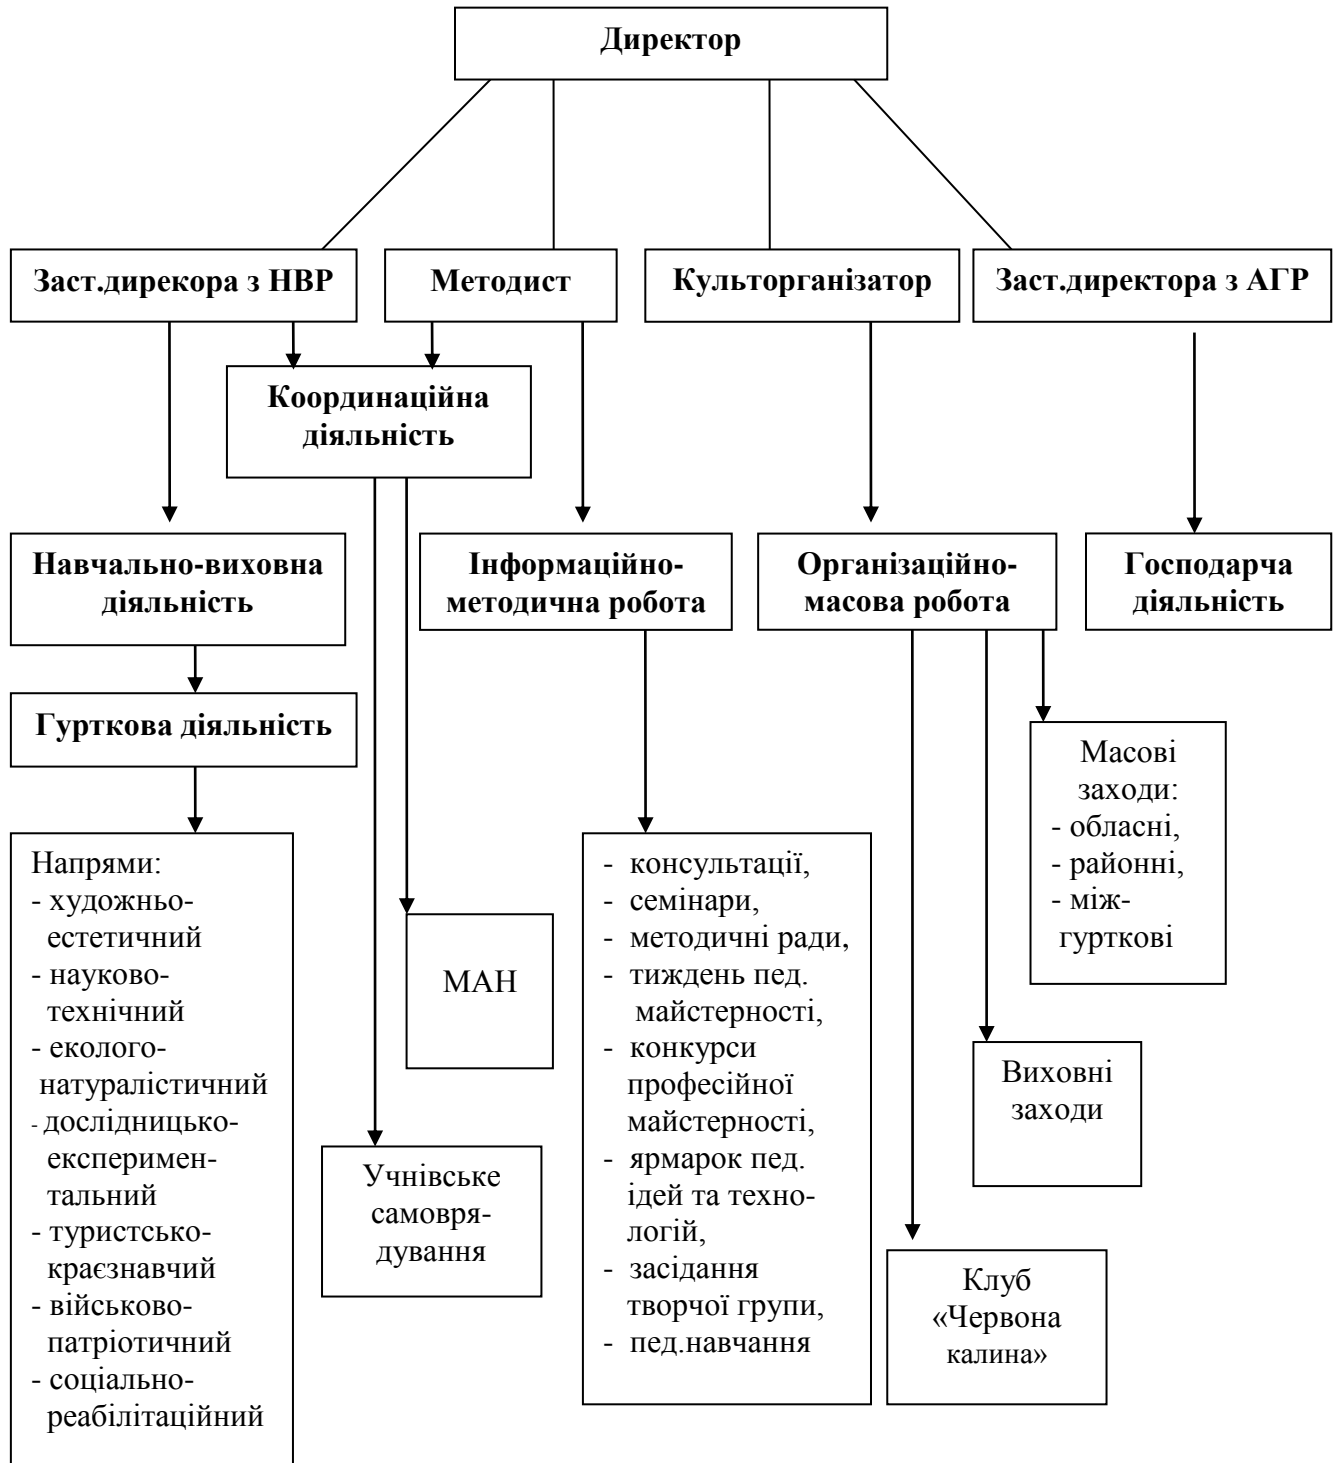 Директор
Заст.дирекора з НВР
Методист
Культорганізатор
Заст.директора з АГР
Координаційна
діяльність
Навчально-виховна
діяльність
Інформаційно-
методична робота
Організаційно-
масова робота
Господарча
діяльність
Гурткова діяльність
Напрями:
- художньо-
естетичний
- науково-
технічний
- еколого-
натуралістичний
- дослідницько-
експеримен-
тальний
- туристсько-
краєзнавчий
- військово-
патріотичний
- соціально-
реабілітаційний
Учнівське
самовря-
дування
МАН
- консультації,
- семінари,
- методичні ради,
- тиждень пед.
майстерності,
- конкурси
професійної
майстерності,
- ярмарок пед.
ідей та техно-
логій,
- засідання
творчої групи,
- пед.навчання
Клуб
«Червона
калина»
Виховні
заходи
Масові
заходи:
- обласні,
- районні,
- між-
гурткові